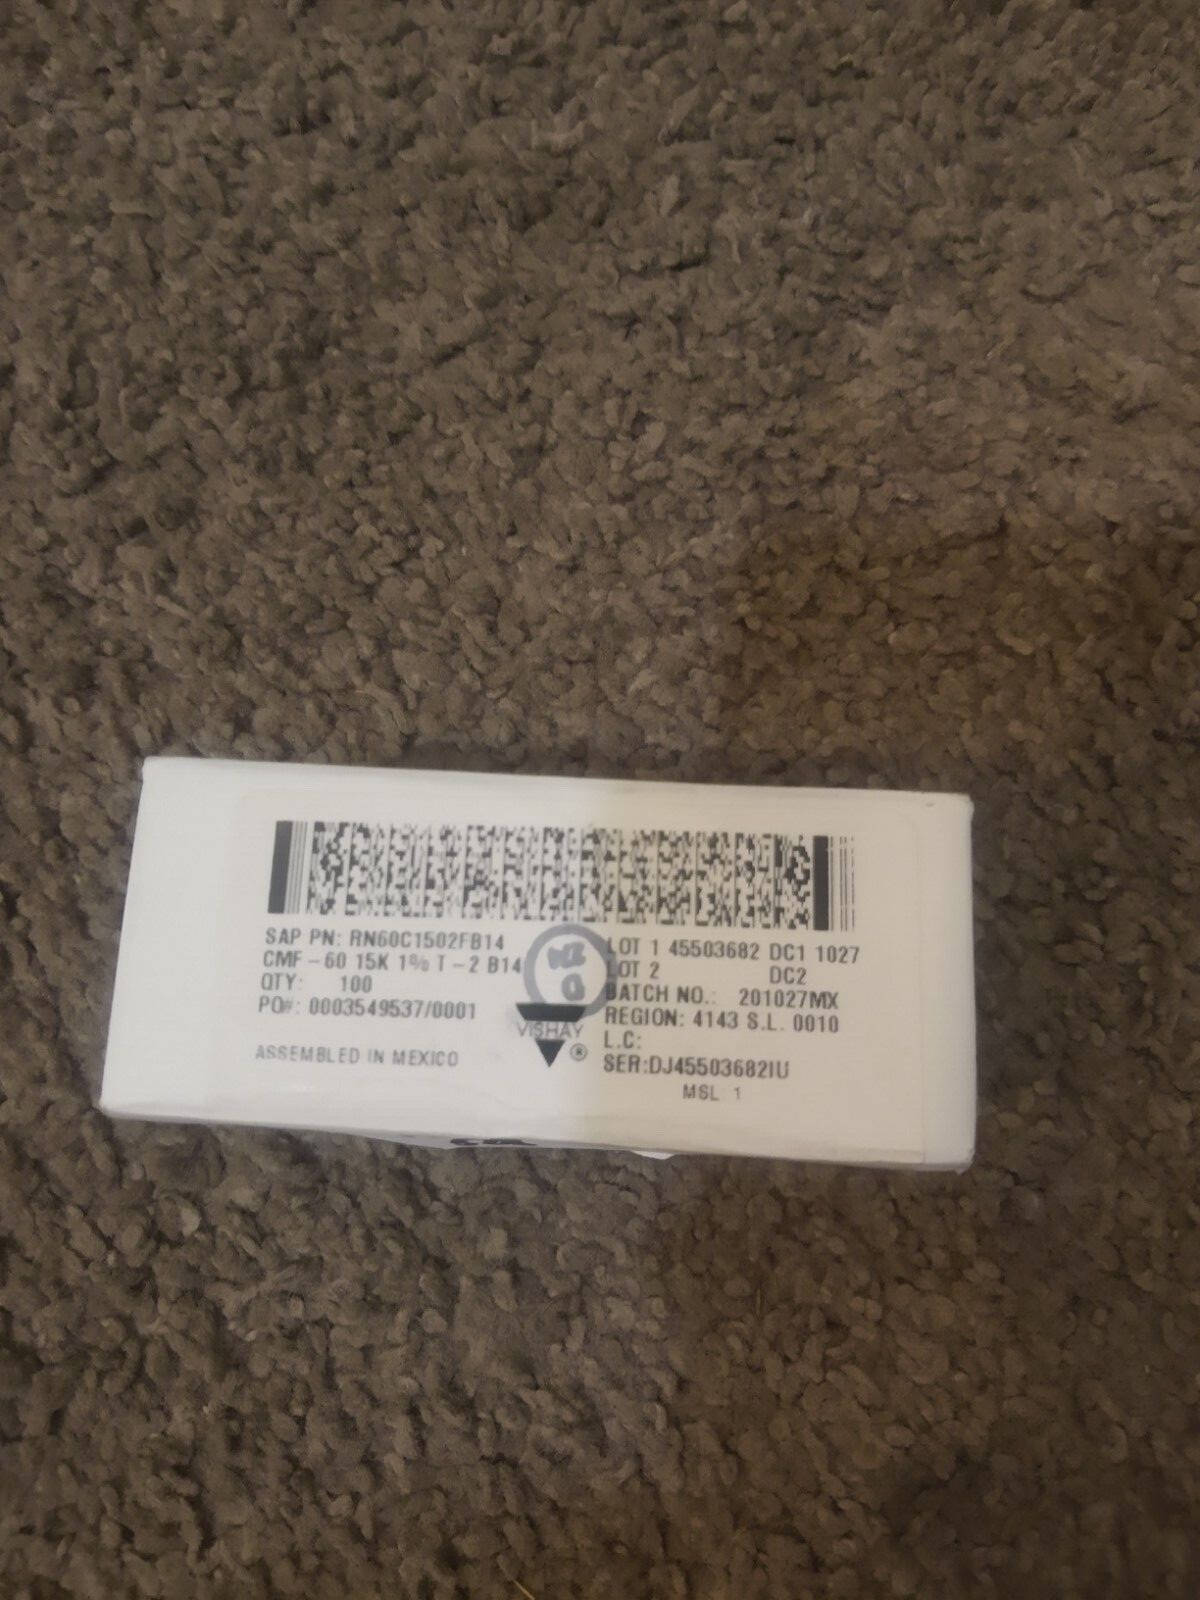 SAP PN: RN60C1502FB14
CMF-60 15K 1% T-2 B14
QTY: 100
PO#: 0003549537/0001
ASSEMBLED IN MEXICO
VISHAY
®
LOT 1 45503682 DC1 1027
LOT 2 DC2
BATCH NO.: 201027MX
REGION: 4143 S.L. 0010
L.C:
SER:DJ45503682IU
MSL 1